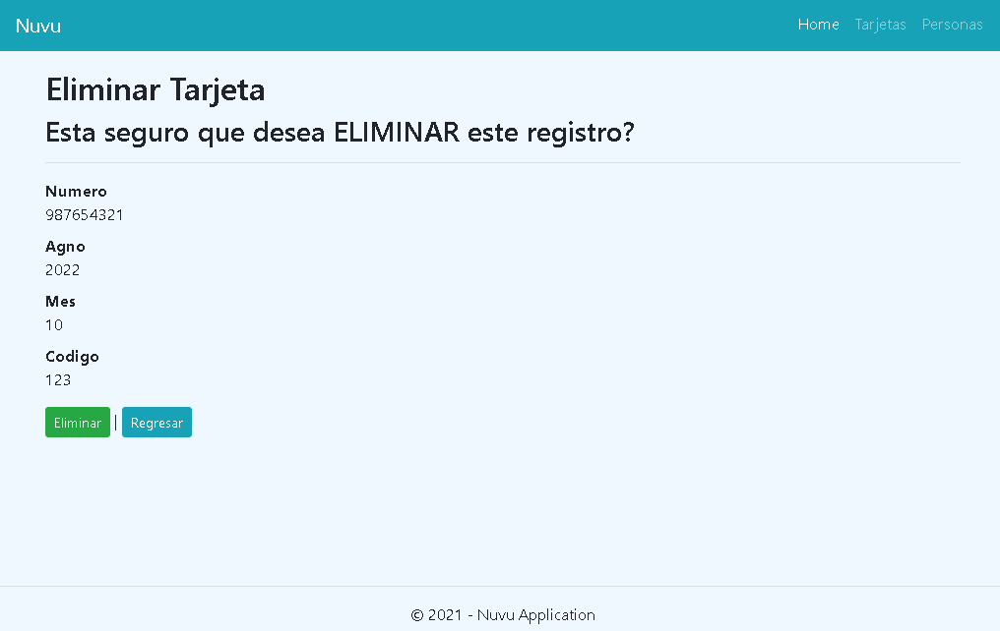 Nuvu
Home Tarjetas Personas
Eliminar Tarjeta
Esta seguro que desea ELIMINAR este registro?
Numero
987654321
Agno
2022
Mes
10
Codigo
123
Eliminar | Regresar
© 2021 - Nuvu Application